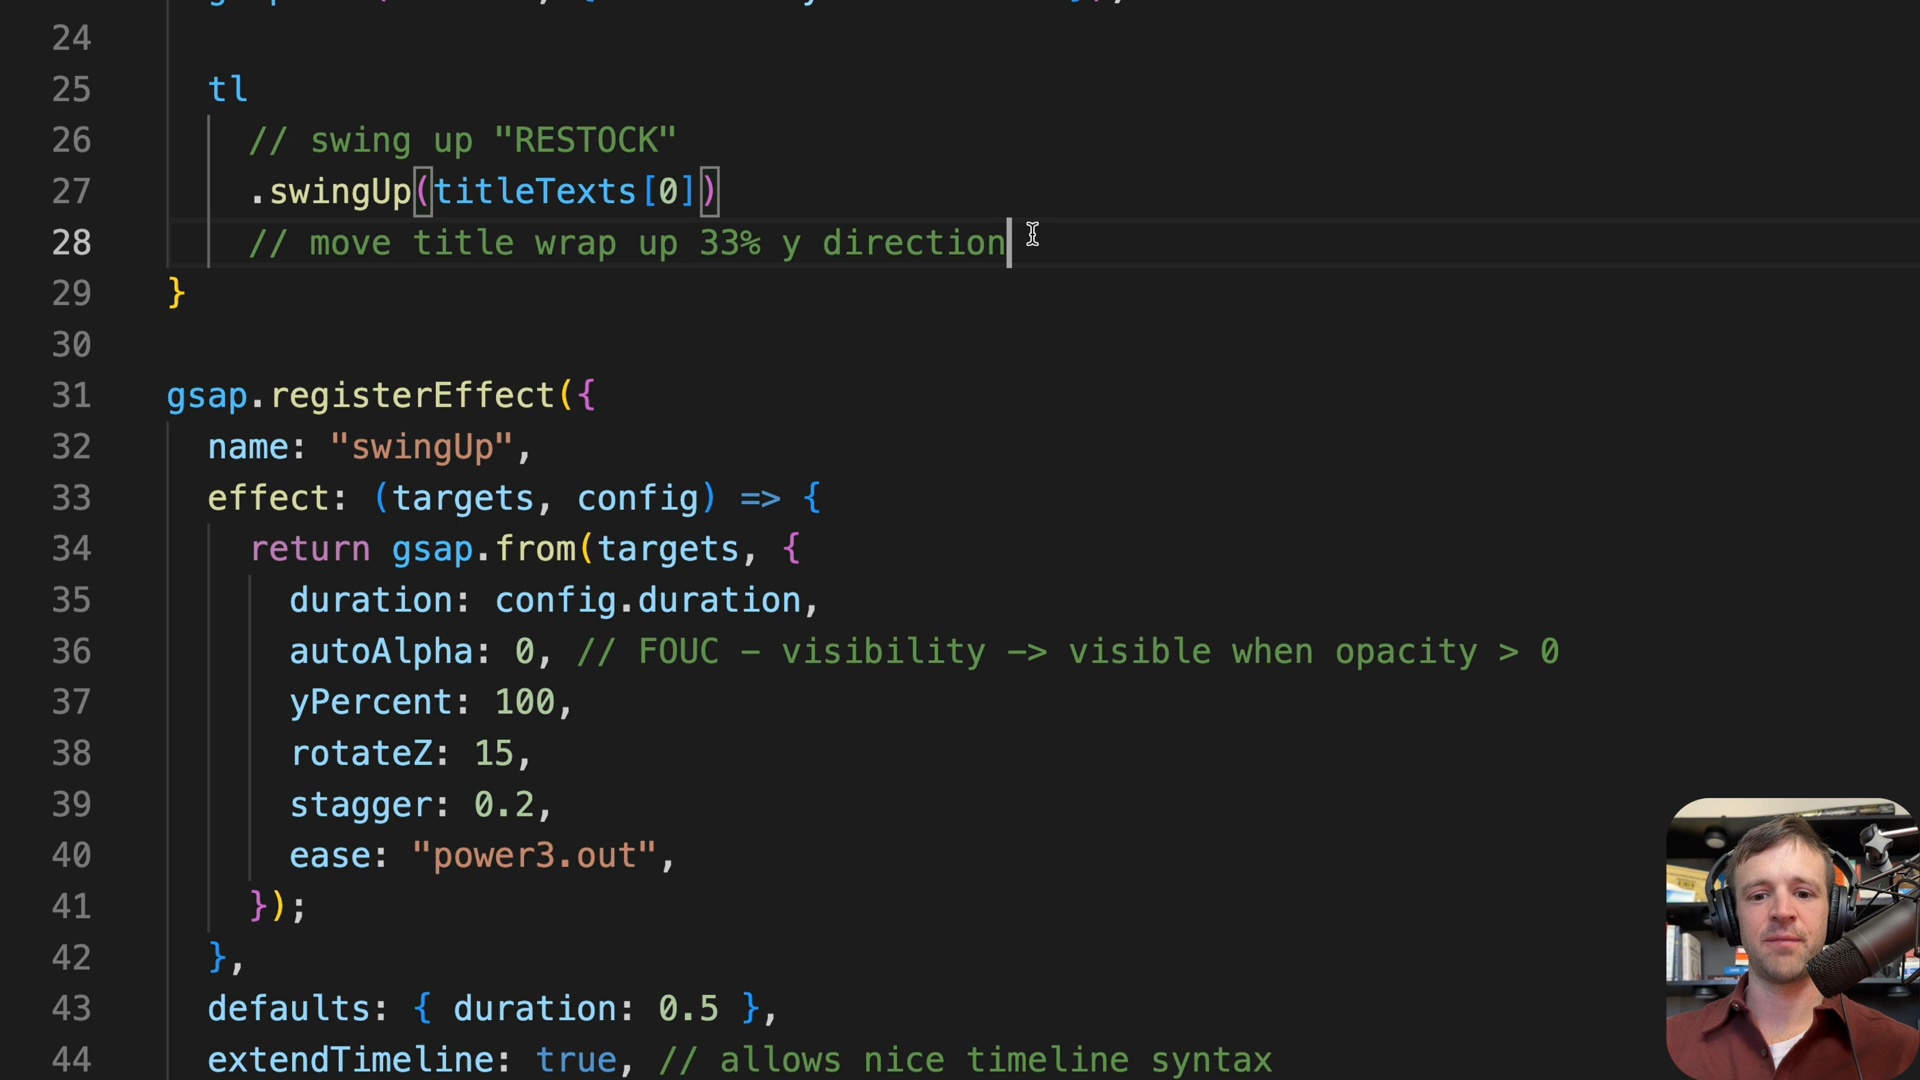 24
25 tl
26 // swing up "RESTOCK"
27 .swingUp(titleTexts[0])
28 // move title wrap up 33% y direction
29 }
30
31 gsap.registerEffect({
32 name: "swingUp",
33 effect: (targets, config) => {
34 return gsap.from(targets, {
35 duration: config.duration,
36 autoAlpha: 0, // FOUC – visibility –> visible when opacity > 0
37 yPercent: 100,
38 rotateZ: 15,
39 stagger: 0.2,
40 ease: "power3.out",
41 });
42 },
43 defaults: { duration: 0.5 },
44 extendTimeline: true, // allows nice timeline syntax